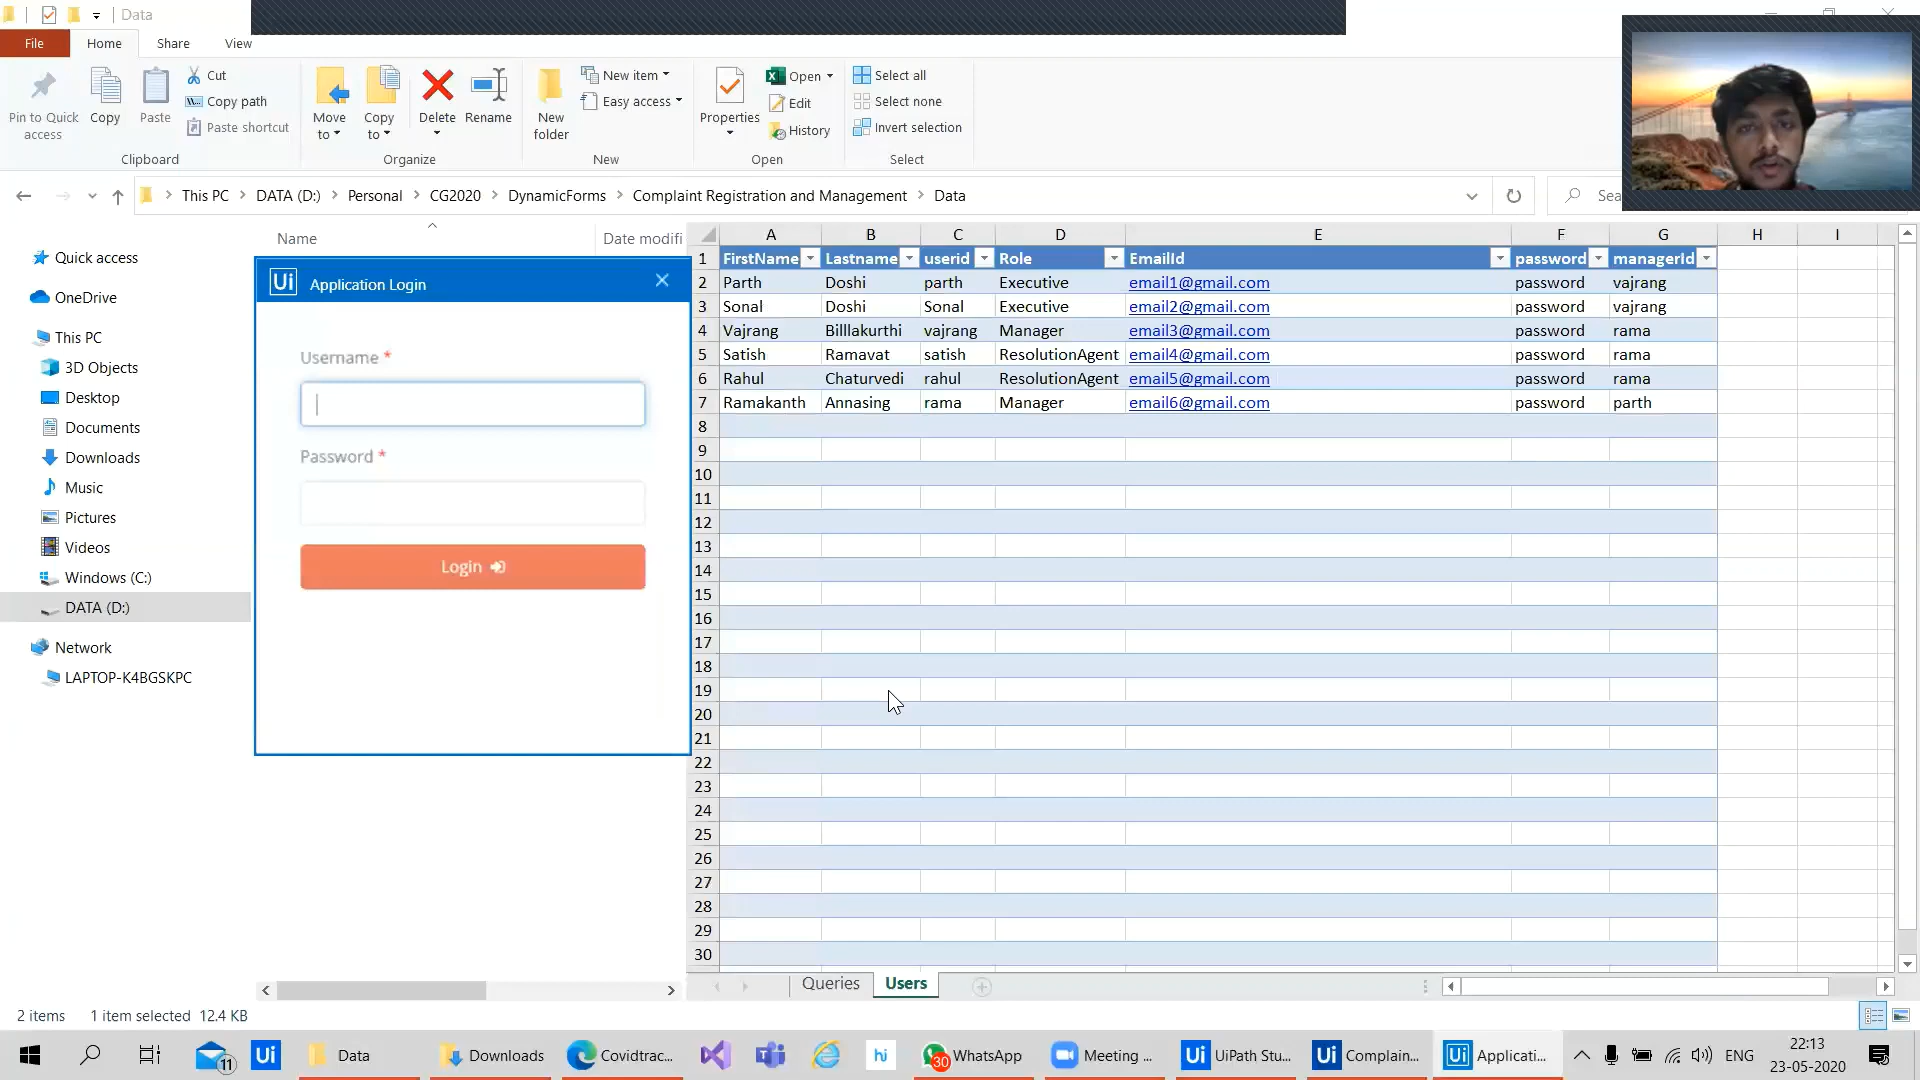 Data
File
Home
Share
View
Pin to Quick access
Copy
Paste
Cut
Copy path
Paste shortcut
Clipboard
Move to
Copy to
Delete
Rename
Organize
New folder
New item
Easy access
New
Properties
Open
Edit
History
Open
Select all
Select none
Invert selection
Select
This PC
DATA (D:)
Personal
CG2020
DynamicForms
Complaint Registration and Management
Data
Sea
Name
Date modifi
Quick access
OneDrive
This PC
3D Objects
Desktop
Documents
Downloads
Music
Pictures
Videos
Windows (C:)
DATA (D:)
Network
LAPTOP-K4BGSKPC
Ui Application Login
Username *
Password *
Login
A B C D E F G H I
1 FirstName Lastname userid Role EmailId password managerId
2 Parth Doshi parth Executive email1@gmail.com password vajrang
3 Sonal Doshi Sonal Executive email2@gmail.com password vajrang
4 Vajrang Billlakurthi vajrang Manager email3@gmail.com password rama
5 Satish Ramavat satish ResolutionAgent email4@gmail.com password rama
6 Rahul Chaturvedi rahul ResolutionAgent email5@gmail.com password rama
7 Ramakanth Annasing rama Manager email6@gmail.com password parth
8
9
10
11
12
13
14
15
16
17
18
19
20
21
22
23
24
25
26
27
28
29
30
Queries Users
2 items 1 item selected 12.4 KB
11
Ui
Data
Downloads
Covidtrac...
hi
30
WhatsApp
Meeting ...
Ui UiPath Stu...
Ui Complain...
Ui Applicati...
ENG
22:13
23-05-2020